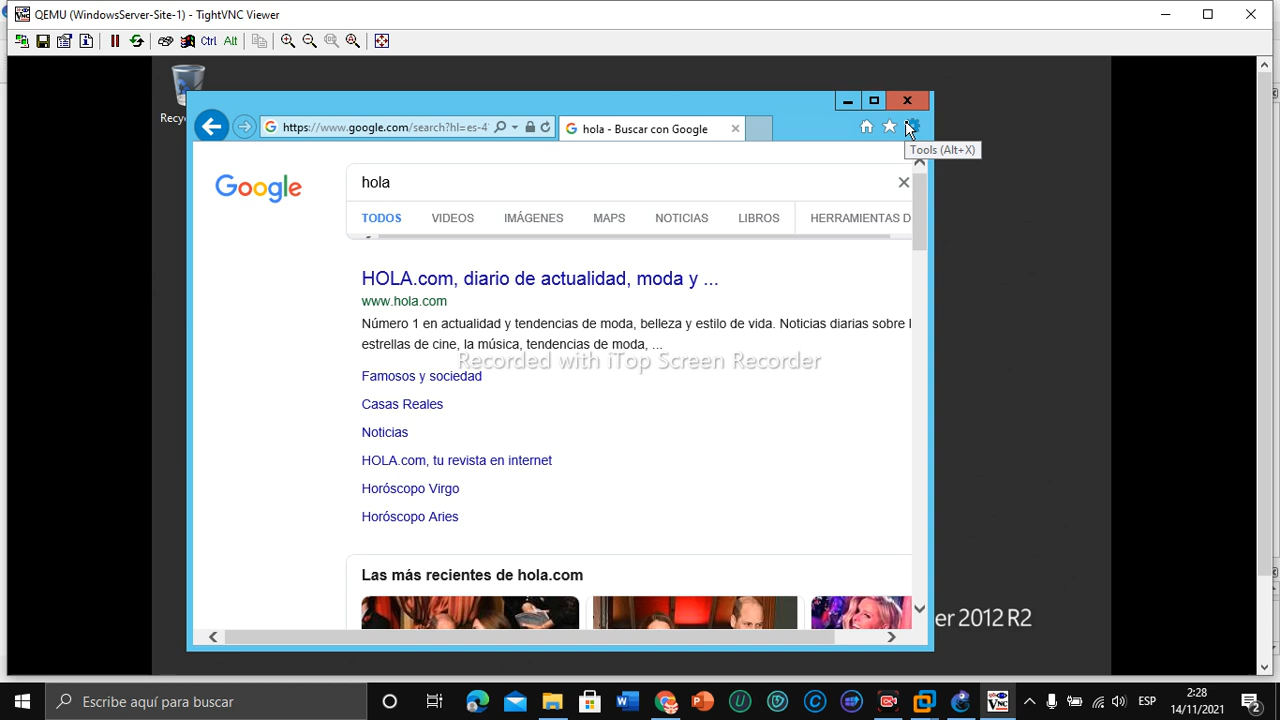 QEMU (WindowsServer-Site-1) - TightVNC Viewer
Ctrl Alt
Recyc
https://www.google.com/search?hl=es-4
hola - Buscar con Google
Tools (Alt+X)
Google
hola
TODOS VIDEOS IMÁGENES MAPS NOTICIAS LIBROS HERRAMIENTAS D
HOLA.com, diario de actualidad, moda y ...
www.hola.com
Número 1 en actualidad y tendencias de moda, belleza y estilo de vida. Noticias diarias sobre l
estrellas de cine, la música, tendencias de moda, ...
Recorded with iTop Screen Recorder
Famosos y sociedad
Casas Reales
Noticias
HOLA.com, tu revista en internet
Horóscopo Virgo
Horóscopo Aries
Las más recientes de hola.com
er 2012 R2
Escribe aquí para buscar
ESP
2:28
14/11/2021
2